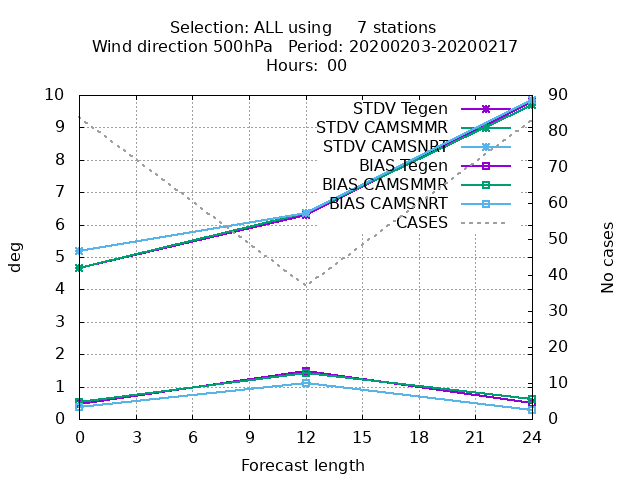 Selection: ALL using     7 stations
Wind direction 500hPa   Period: 20200203-20200217
Hours: 00
STDV Tegen
STDV CAMSMMR
STDV CAMSNRT
BIAS Tegen
BIAS CAMSMMR
BIAS CAMSNRT
CASES
deg
10
9
8
7
6
5
4
3
2
1
0
No cases
90
80
70
60
50
40
30
20
10
0
0 3 6 9 12 15 18 21 24
Forecast length